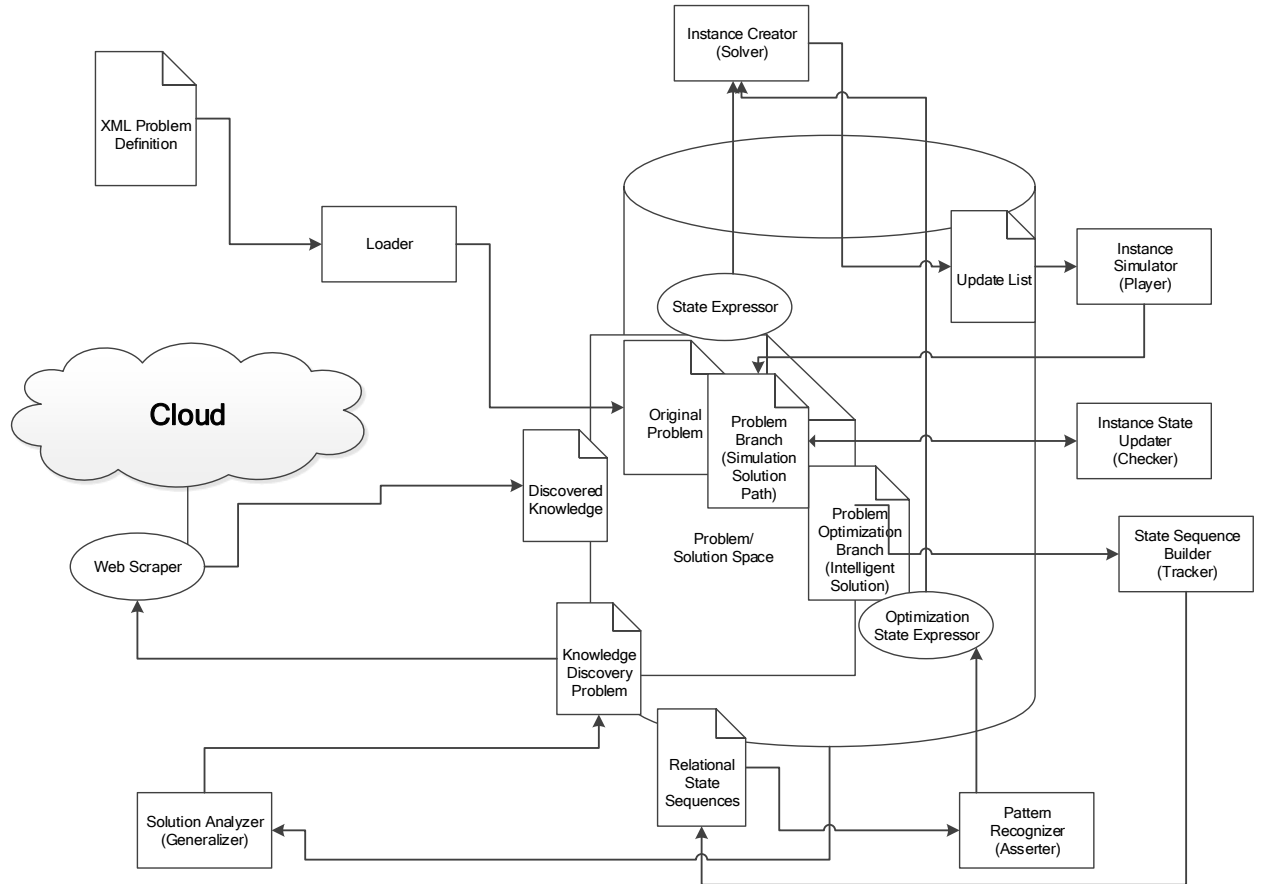 Instance Creator
(Solver)
XML Problem
Definition
Loader
Instance
Simulator
(Player)
Update List
State Expressor
Cloud
Original
Problem
Problem
Branch
(Simulation
Solution
Path)
Instance State
Updater
(Checker)
Discovered
Knowledge
Problem/
Solution Space
Problem
Optimization
Branch
(Intelligent
Solution)
State Sequence
Builder
(Tracker)
Web Scraper
Optimization
State Expressor
Knowledge
Discovery
Problem
Relational
State
Sequences
Solution Analyzer
(Generalizer)
Pattern
Recognizer
(Asserter)